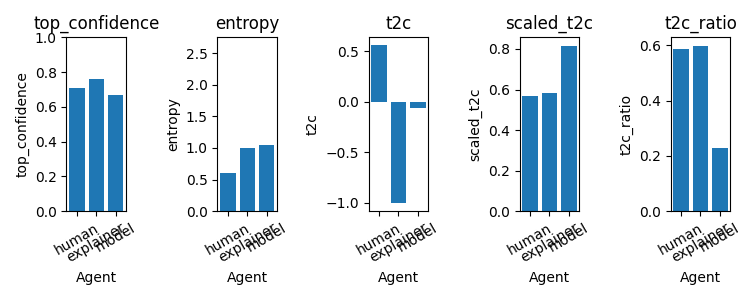 top_confidence
entropy
t2c
scaled_t2c
t2c_ratio
top_confidence
1.0
0.8
0.6
0.4
0.2
0.0
human
explainer
model
Agent
entropy
2.5
2.0
1.5
1.0
0.5
0.0
human
explainer
model
Agent
t2c
0.5
0.0
−0.5
−1.0
human
explainer
model
Agent
scaled_t2c
0.8
0.6
0.4
0.2
0.0
human
explainer
model
Agent
t2c_ratio
0.6
0.4
0.2
0.0
human
explainer
model
Agent